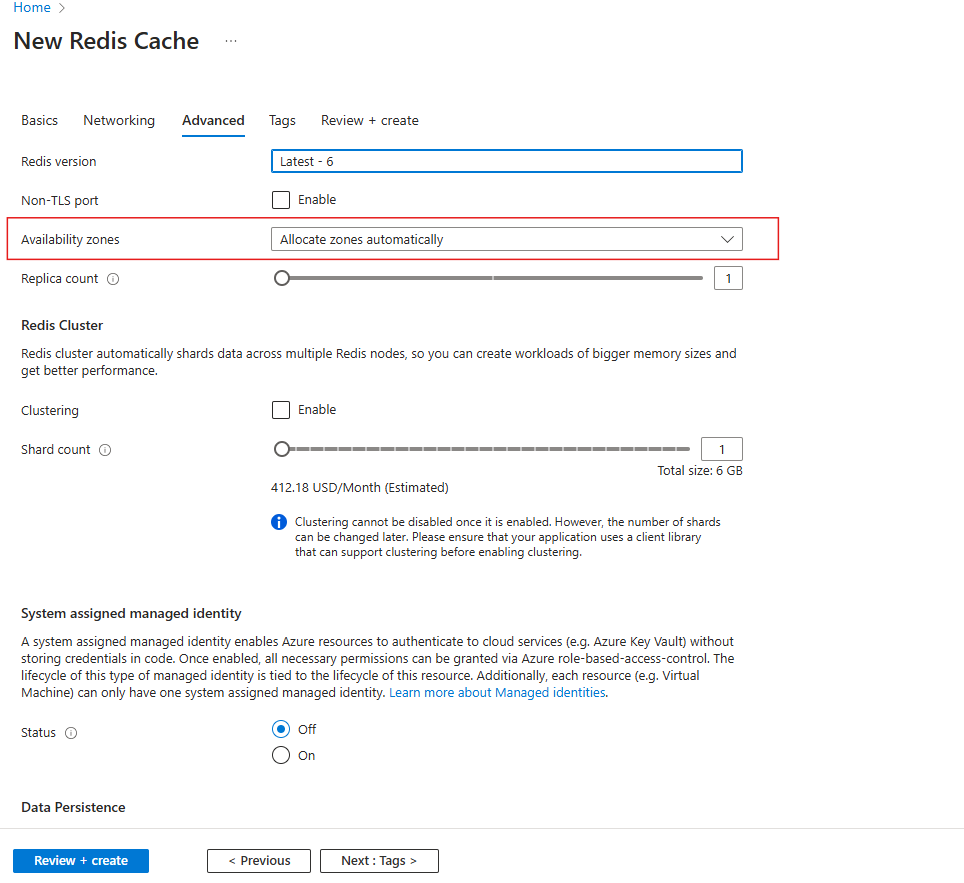 Home >
New Redis Cache ...
Basics Networking Advanced Tags Review + create
Redis version Latest - 6
Non-TLS port Enable
Availability zones Allocate zones automatically
Replica count 1
Redis Cluster
Redis cluster automatically shards data across multiple Redis nodes, so you can create workloads of bigger memory sizes and
get better performance.
Clustering Enable
Shard count 1
Total size: 6 GB
412.18 USD/Month (Estimated)
Clustering cannot be disabled once it is enabled. However, the number of shards
can be changed later. Please ensure that your application uses a client library
that can support clustering before enabling clustering.
System assigned managed identity
A system assigned managed identity enables Azure resources to authenticate to cloud services (e.g. Azure Key Vault) without
storing credentials in code. Once enabled, all necessary permissions can be granted via Azure role-based-access-control. The
lifecycle of this type of managed identity is tied to the lifecycle of this resource. Additionally, each resource (e.g. Virtual
Machine) can only have one system assigned managed identity. Learn more about Managed identities.
Status Off
On
Data Persistence
Review + create < Previous Next : Tags >